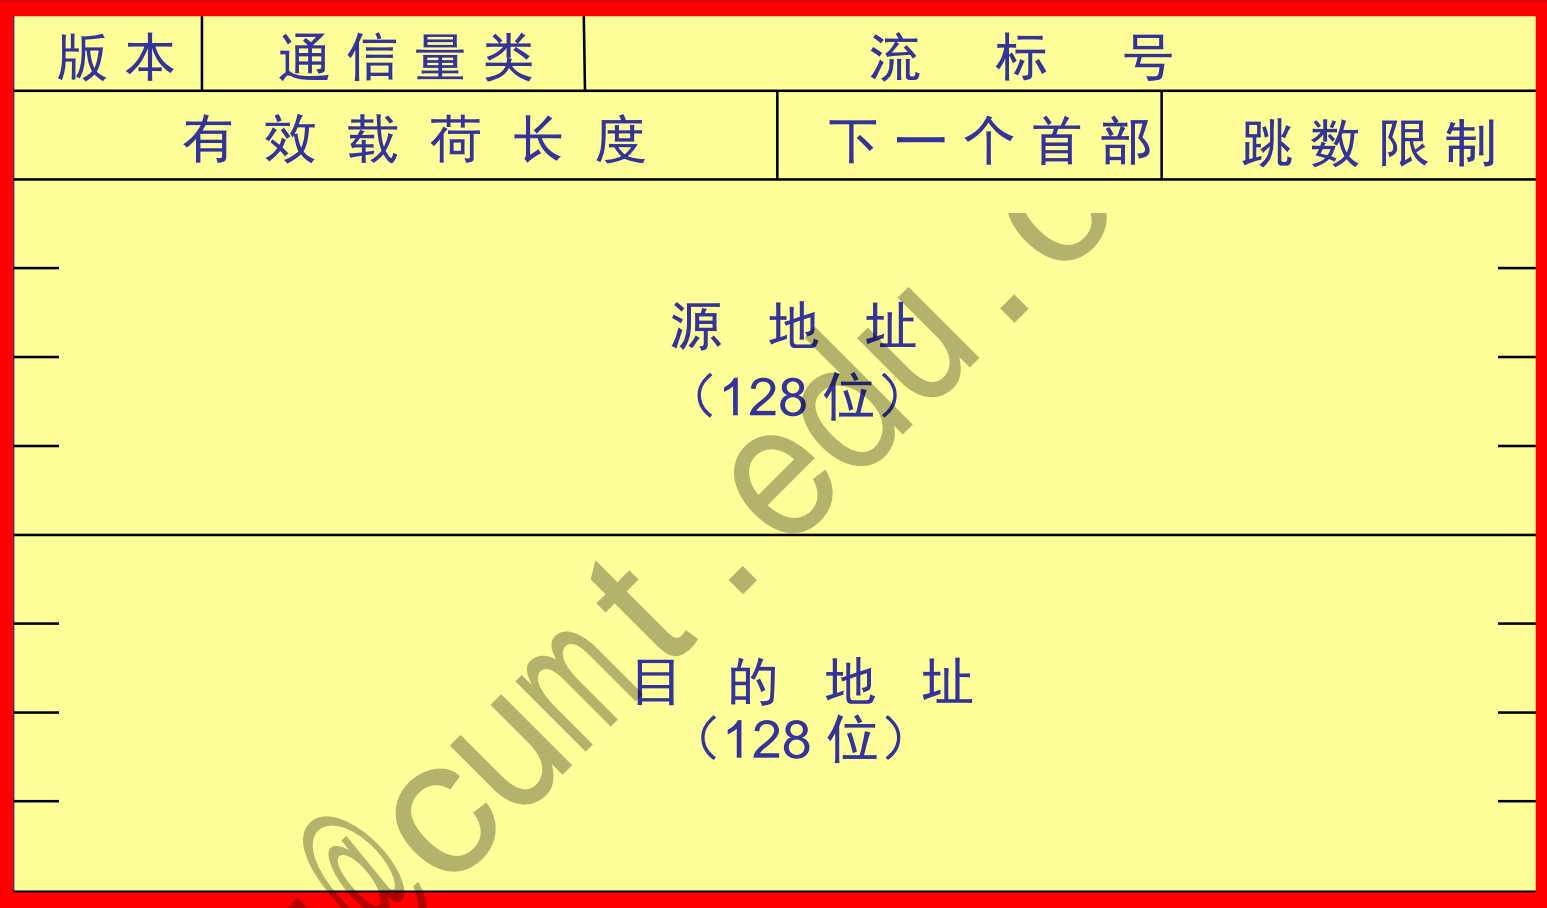 版本 通信量类 流标号
有效载荷长度 下一个首部 跳数限制
源地址
（128位）
目的地址
（128位）
@cumt.edu.c